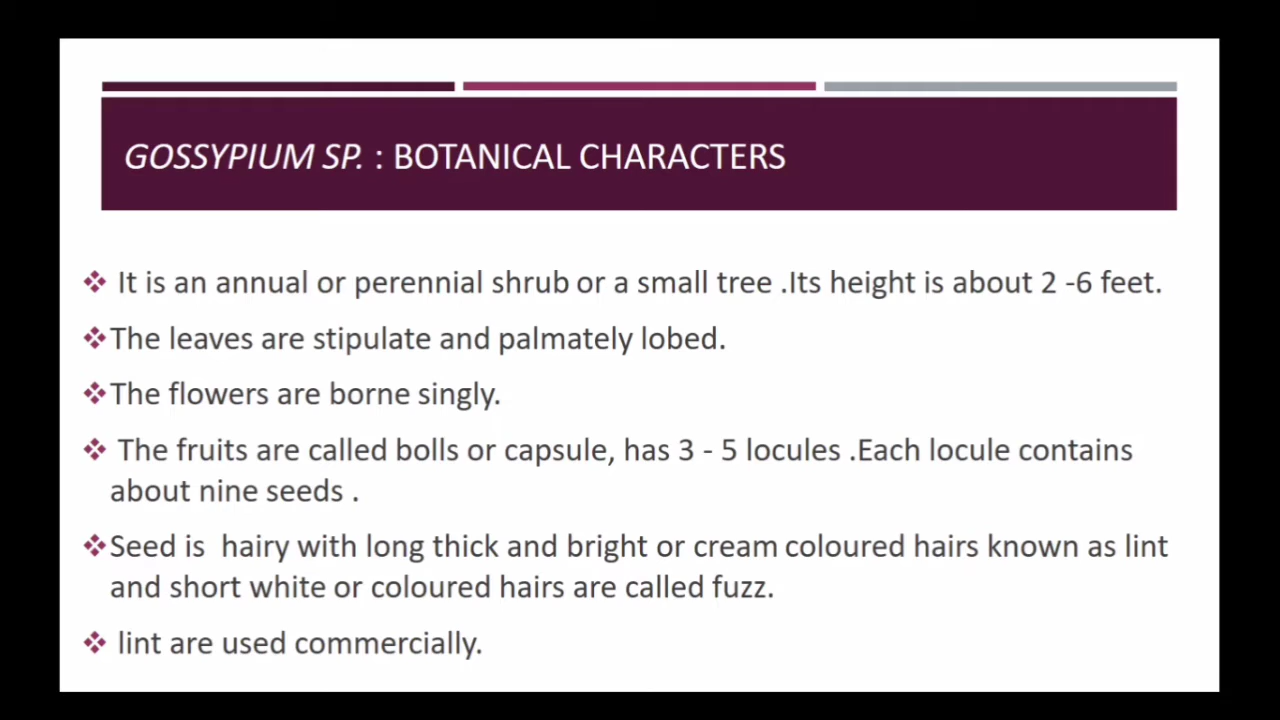 GOSSYPIUM SP. : BOTANICAL CHARACTERS
❖ It is an annual or perennial shrub or a small tree .Its height is about 2 -6 feet.
❖The leaves are stipulate and palmately lobed.
❖The flowers are borne singly.
❖ The fruits are called bolls or capsule, has 3 - 5 locules .Each locule contains
about nine seeds .
❖Seed is  hairy with long thick and bright or cream coloured hairs known as lint
and short white or coloured hairs are called fuzz.
❖ lint are used commercially.